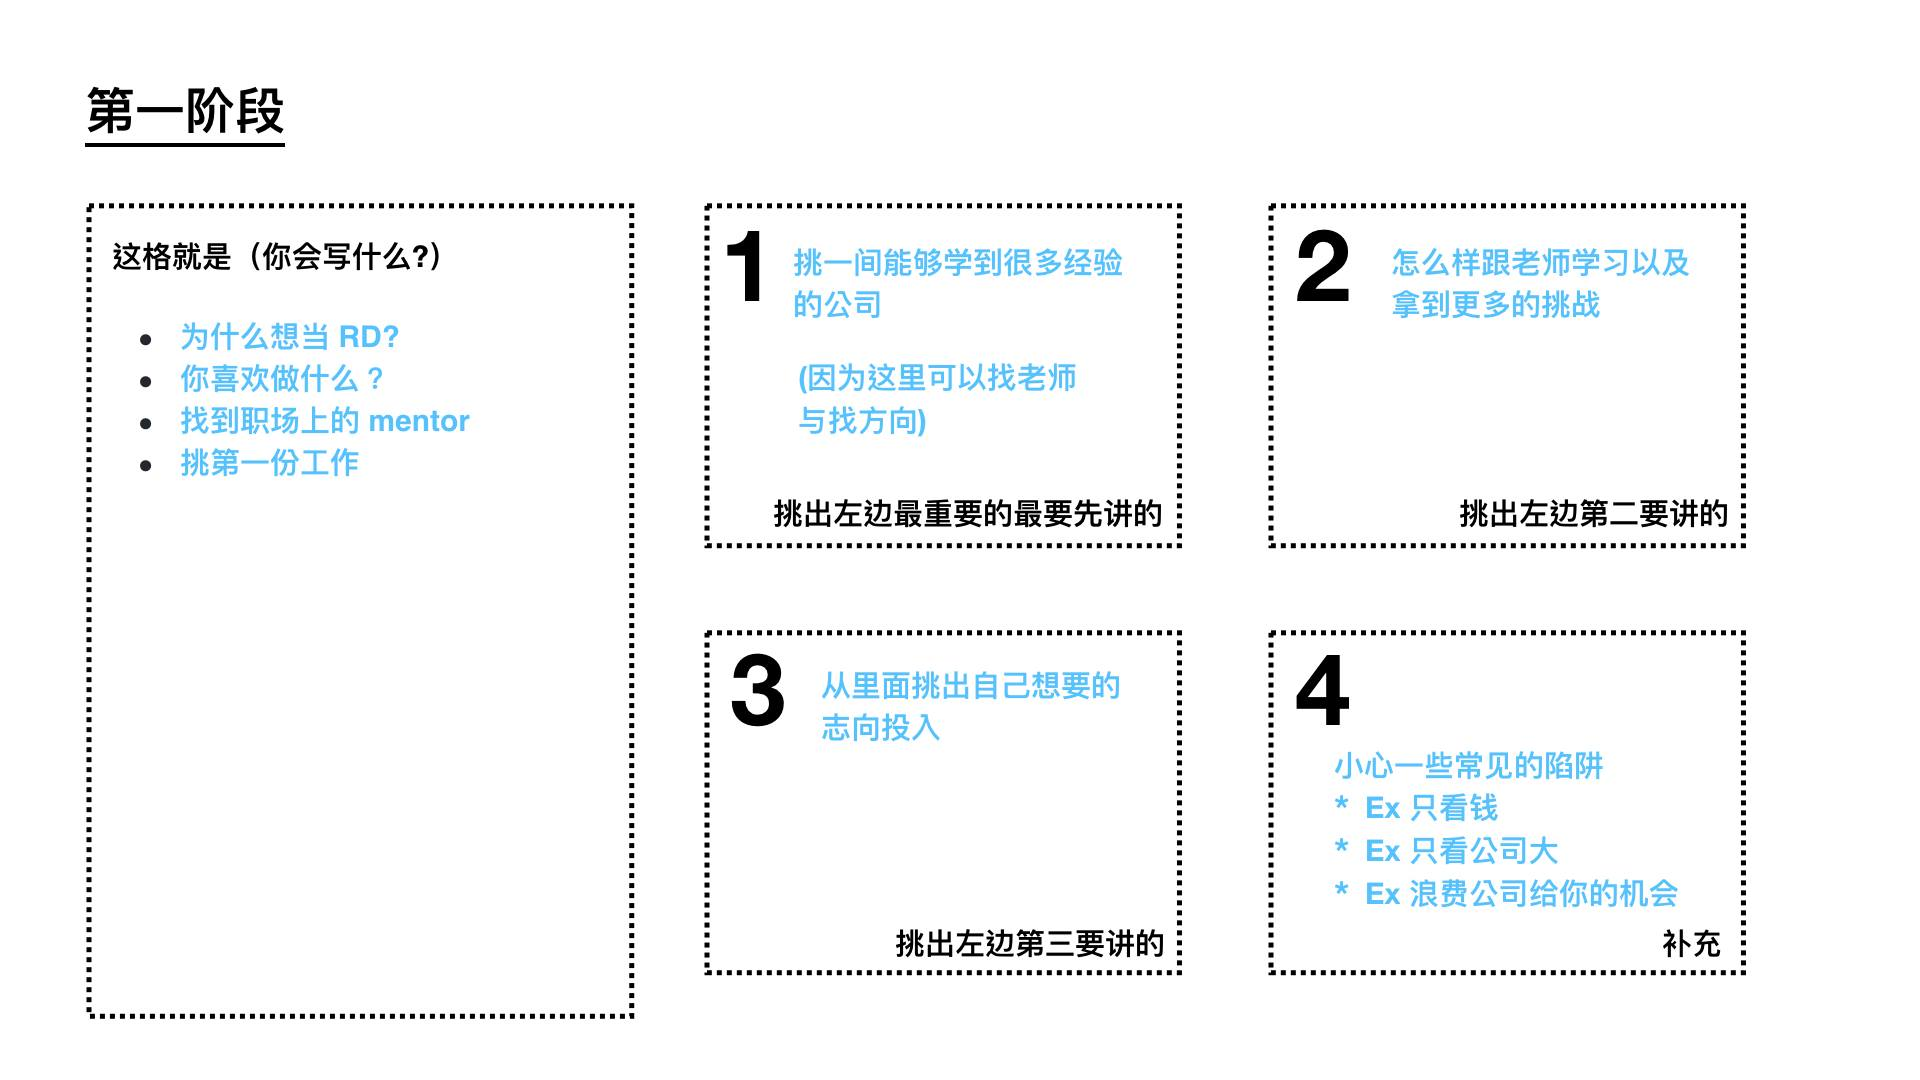 第一阶段
这格就是（你会写什么?）
• 为什么想当 RD?
• 你喜欢做什么？
• 找到职场上的 mentor
• 挑第一份工作
1
挑一间能够学到很多经验
的公司
(因为这里可以找老师
与找方向)
挑出左边最重要的最要先讲的
2
怎么样跟老师学习以及
拿到更多的挑战
挑出左边第二要讲的
3
从里面挑出自己想要的
志向投入
挑出左边第三要讲的
4
小心一些常见的陷阱
* Ex 只看钱
* Ex 只看公司大
* Ex 浪费公司给你的机会
补充